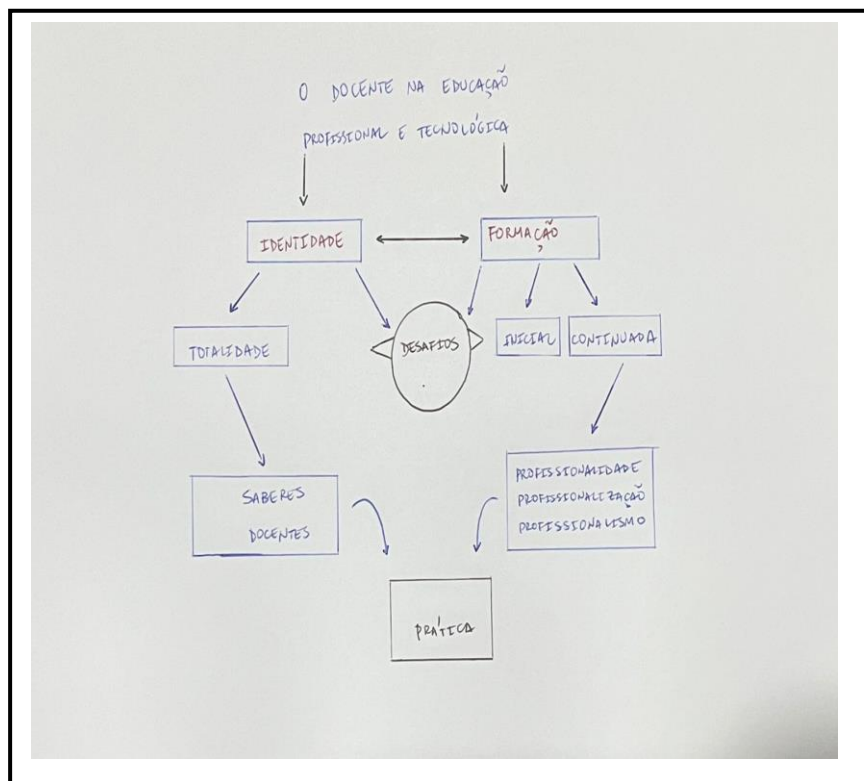 O DOCENTE NA EDUCAÇÃO
PROFISSIONAL E TECNOLÓGICA
IDENTIDADE
FORMAÇÃO
TOTALIDADE
DESAFIOS
INICIAL
CONTINUADA
SABERES
DOCENTES
PROFISSIONALIDADE
PROFISSIONALIZAÇÃO
PROFISSIONALISMO
PRÁTICA